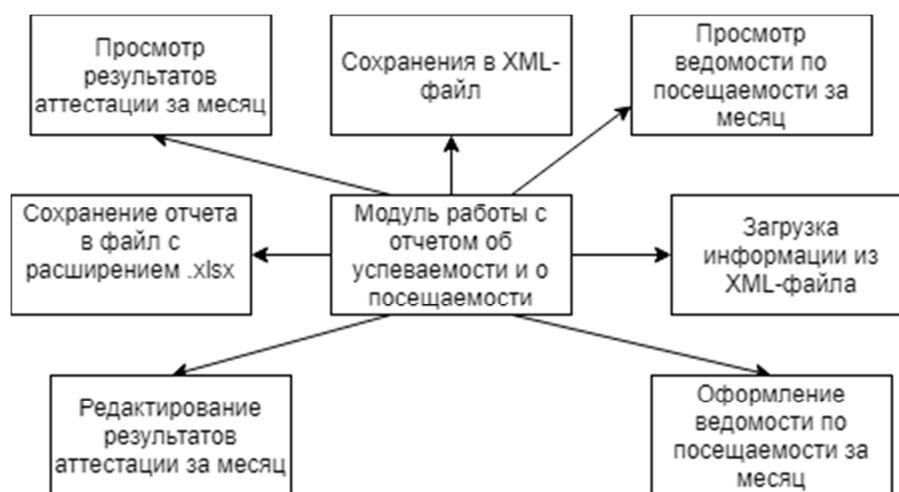 Просмотр
результатов
аттестации за месяц
Сохранения в XML-
файл
Просмотр
ведомости по
посещаемости за
месяц
Сохранение отчета
в файл с
расширением .xlsx
Модуль работы с
отчетом об
успеваемости и о
посещаемости
Загрузка
информации из
XML-файла
Редактирование
результатов
аттестации за месяц
Оформление
ведомости по
посещаемости за
месяц